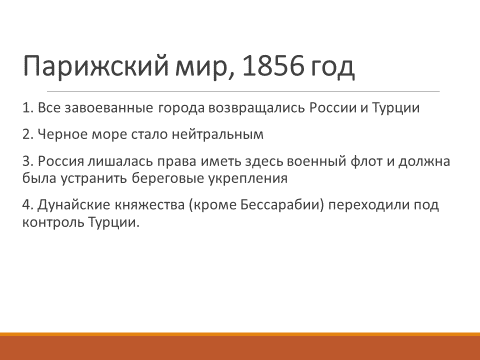 Парижский мир, 1856 год
1. Все завоеванные города возвращались России и Турции
2. Черное море стало нейтральным
3. Россия лишалась права иметь здесь военный флот и должна
была устранить береговые укрепления
4. Дунайские княжества (кроме Бессарабии) переходили под
контроль Турции.